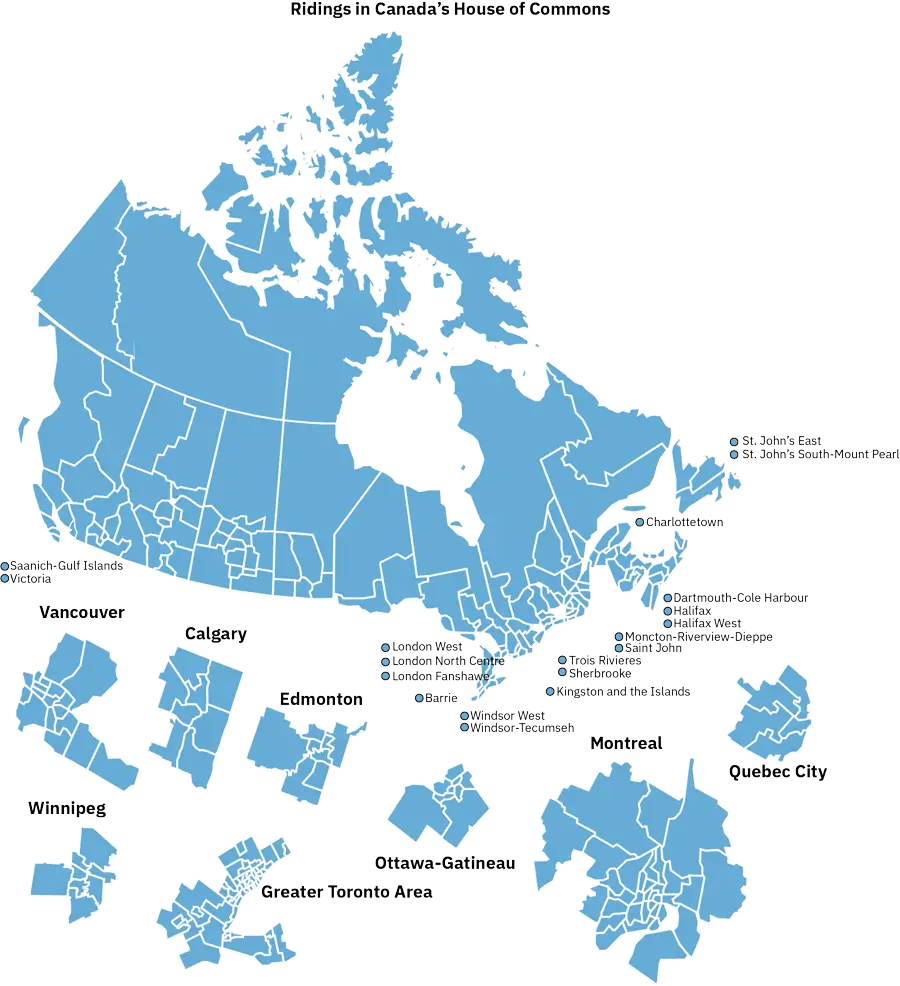 Ridings in Canada’s House of Commons
St. John’s East
St. John’s South-Mount Pearl
Charlottetown
Saanich-Gulf Islands
Victoria
Dartmouth-Cole Harbour
Halifax
Halifax West
Moncton-Riverview-Dieppe
Saint John
Vancouver
Calgary
London West
London North Centre
London Fanshawe
Trois Rivieres
Sherbrooke
Kingston and the Islands
Barrie
Edmonton
Windsor West
Windsor-Tecumseh
Montreal
Quebec City
Winnipeg
Ottawa-Gatineau
Greater Toronto Area